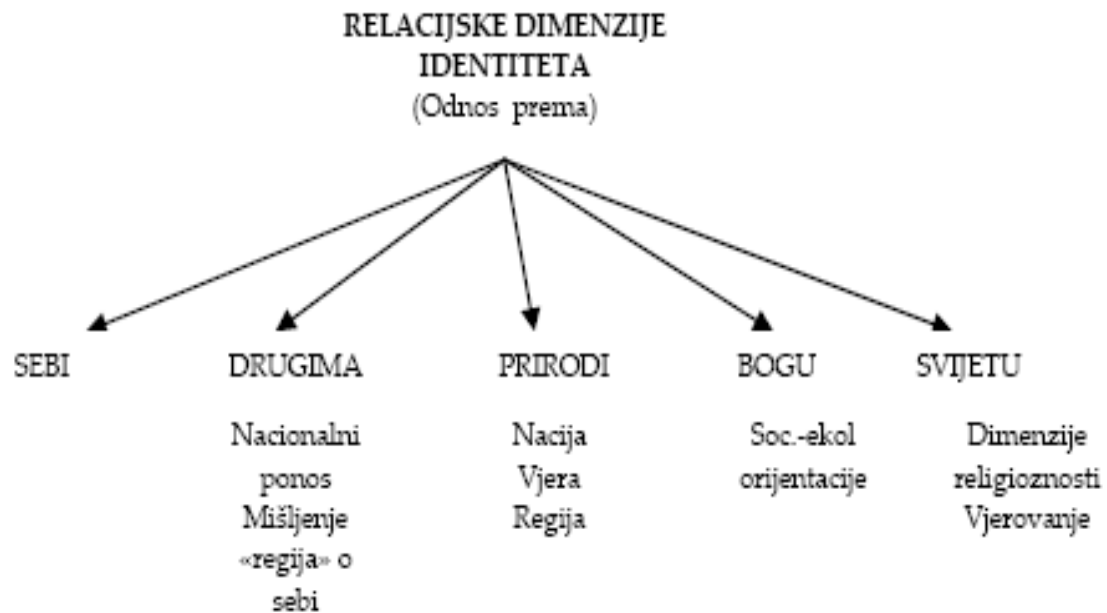 RELACIJSKE DIMENZIJE
IDENTITETA
(Odnos prema)
SEBI DRUGIMA PRIRODI BOGU SVIJETU
Nacionalni Nacija Soc.-ekol Dimenzije
ponos Vjera orijentacije religioznosti
Mišljenje Regija Vjerovanje
«regija» o
sebi